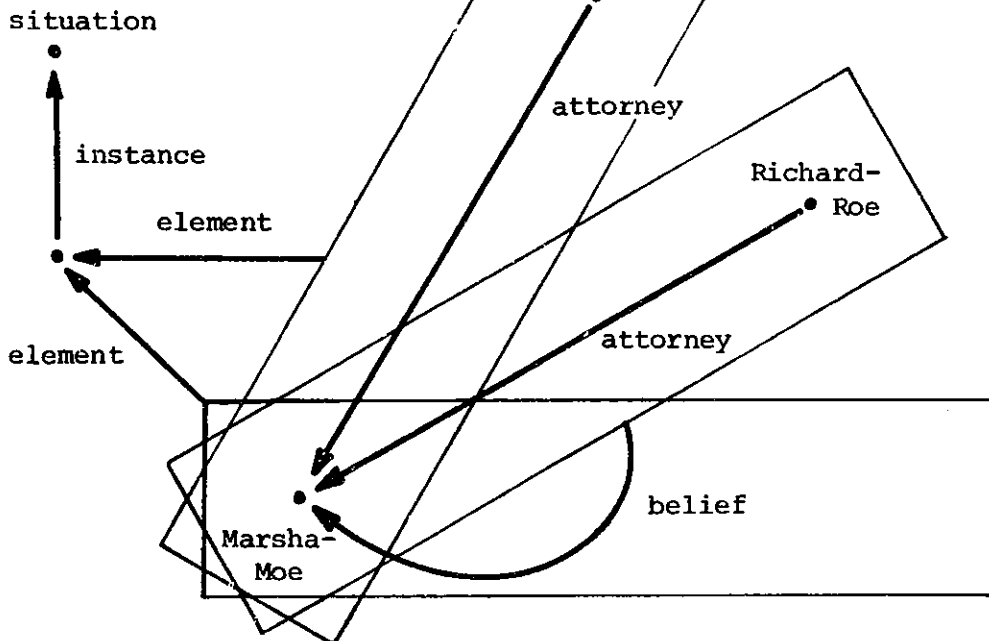 situation
attorney
instance
Richard-
Roe
element
attorney
element
belief
Marsha-
Moe